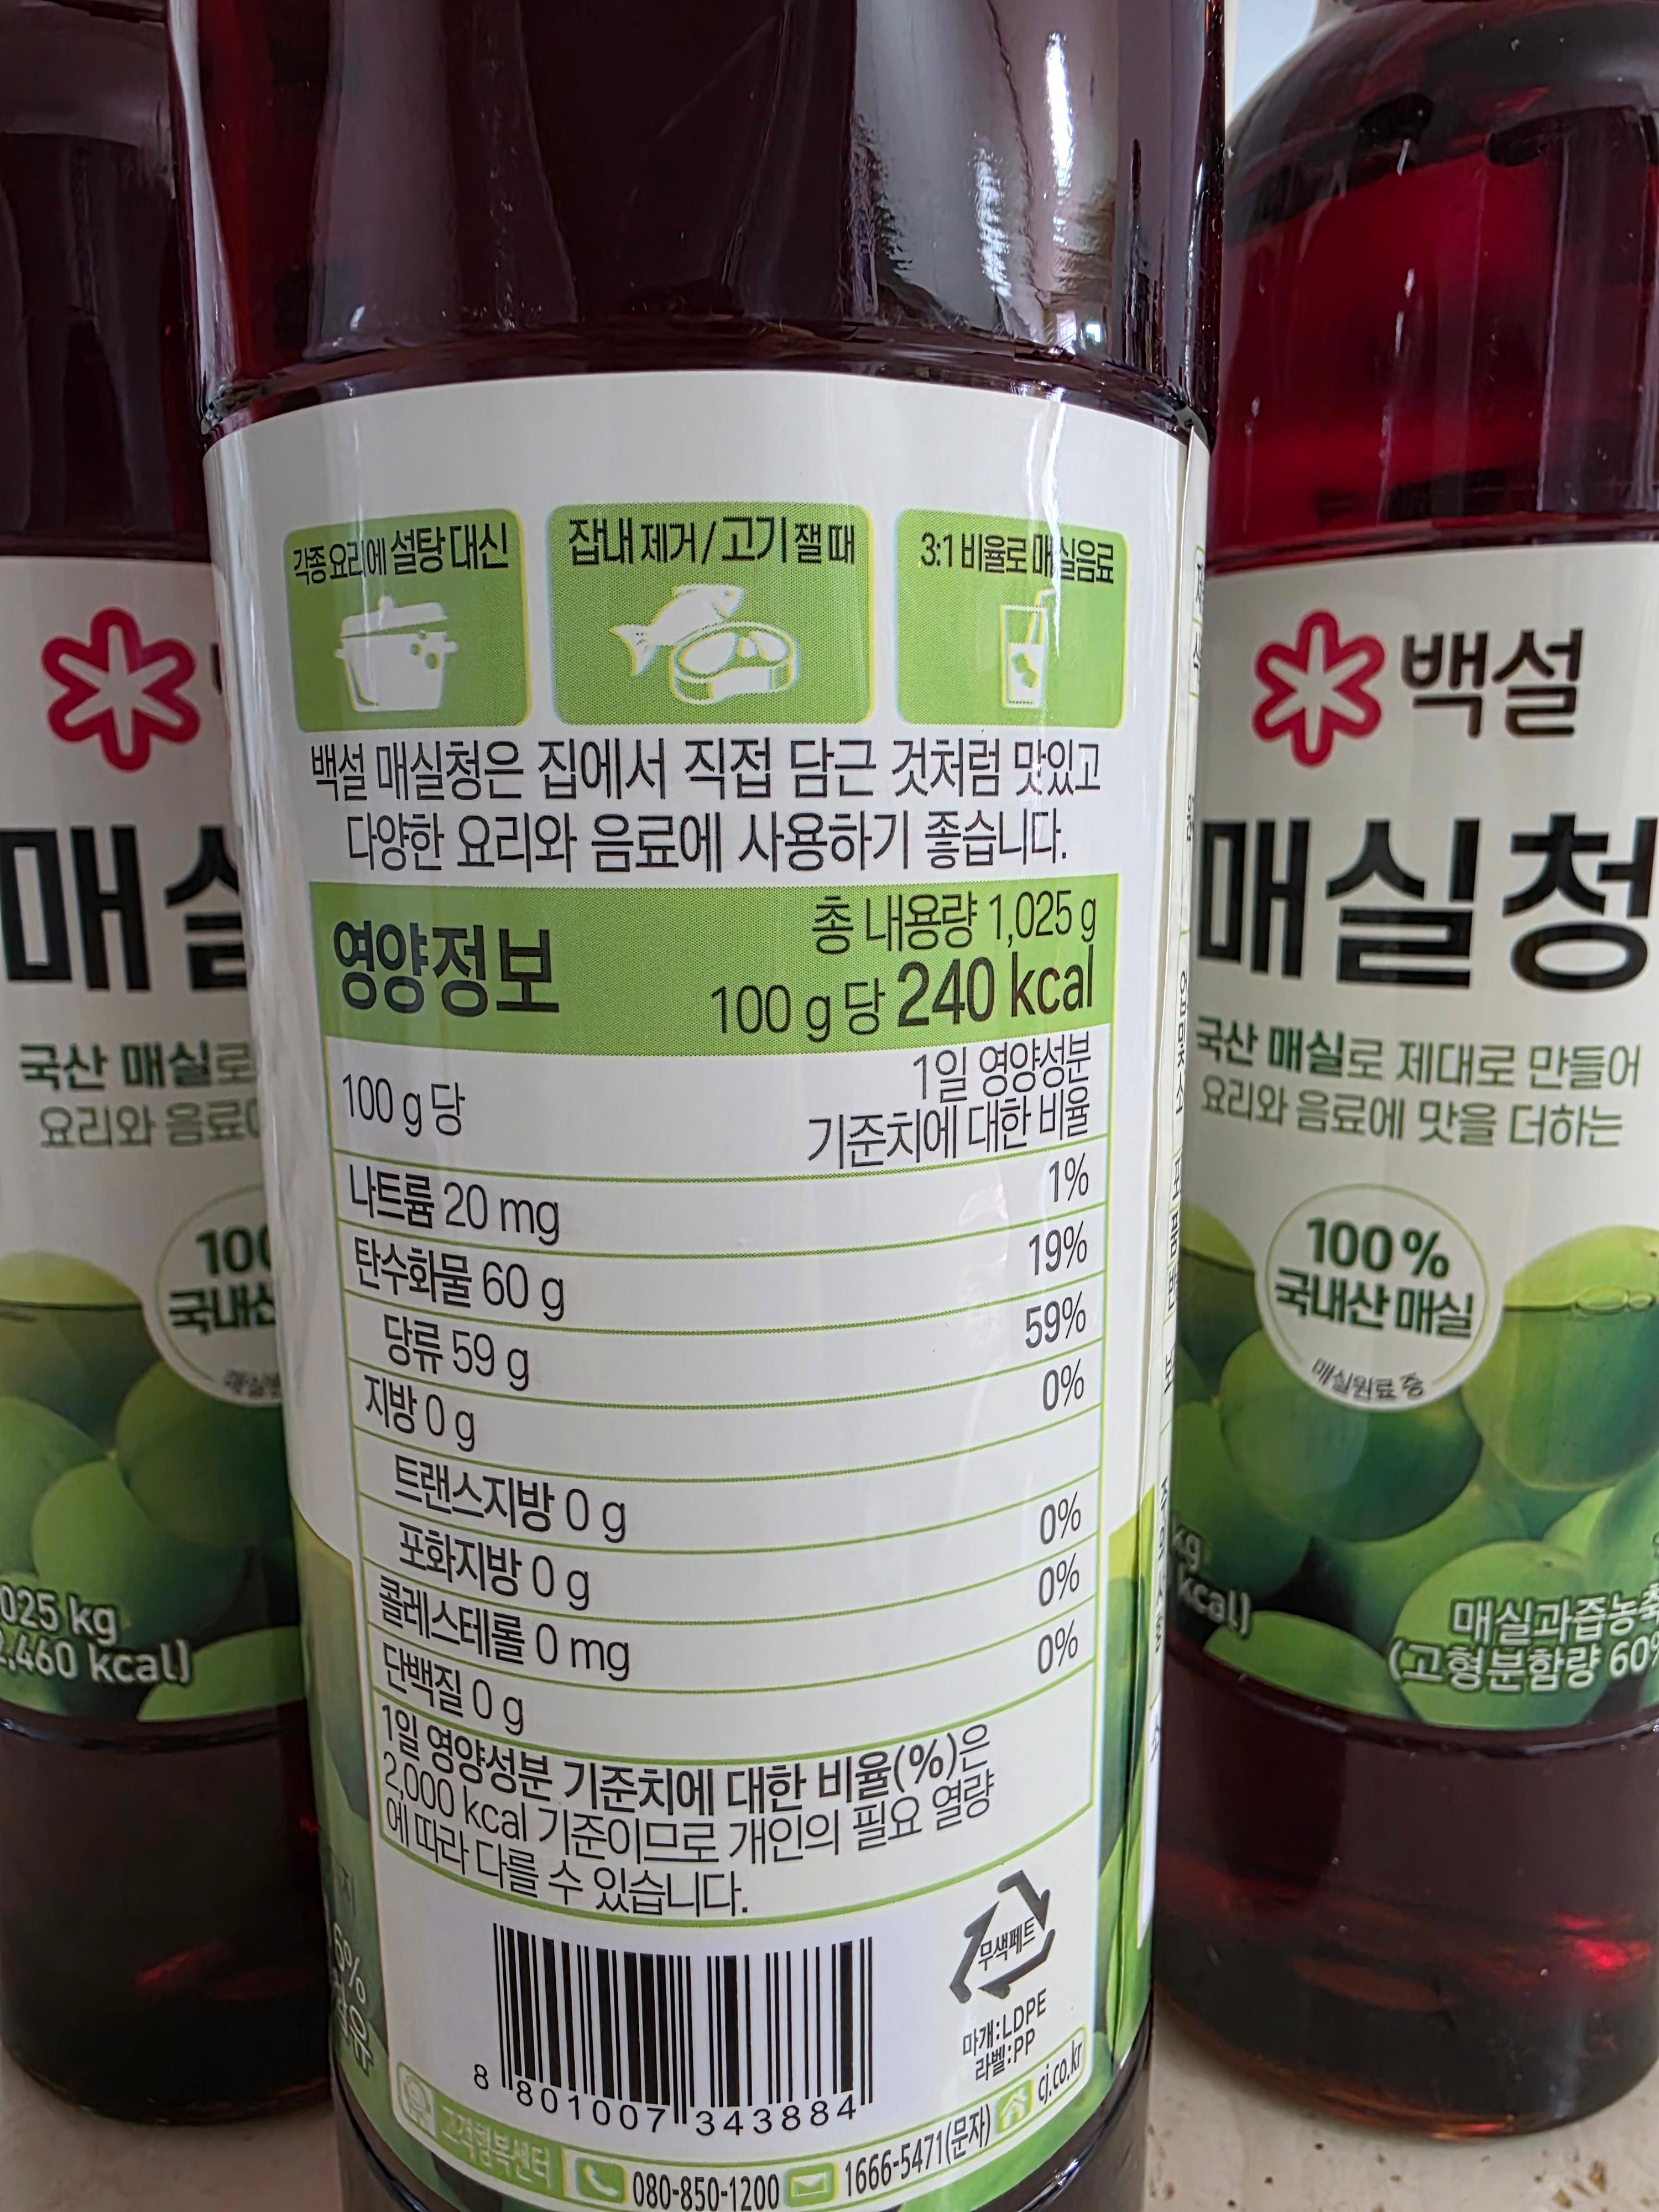 각종 요리에 설탕 대신
잡내 제거 / 고기 잴 때
3:1 비율로 매실음료
백설 매실청은 집에서 직접 담근 것처럼 맛있고
다양한 요리와 음료에 사용하기 좋습니다.
영양정보
총 내용량 1,025 g
100 g당 240 kcal
100 g당
1일 영양성분
기준치에 대한 비율
나트륨 20 mg 1%
탄수화물 60 g 19%
당류 59 g 59%
지방 0 g 0%
트랜스지방 0 g
포화지방 0 g 0%
콜레스테롤 0 mg 0%
단백질 0 g 0%
1일 영양성분 기준치에 대한 비율(%)은
2,000 kcal 기준이므로 개인의 필요 열량
에 따라 다를 수 있습니다.
무색페트
마개:LDPE
라벨:PP
8 801007 343884
고객행복센터 080-850-1200 1666-5471(문자) cj.co.kr
백설
매실청
국산 매실로 제대로 만들어
요리와 음료에 맛을 더하는
100%
국내산 매실
매실원료 중
kg
kcal)
매실과즙농축
(고형분함량 60%
매실
국산 매실로
요리와 음료에
100
국내산
025 kg
2,460 kcal)